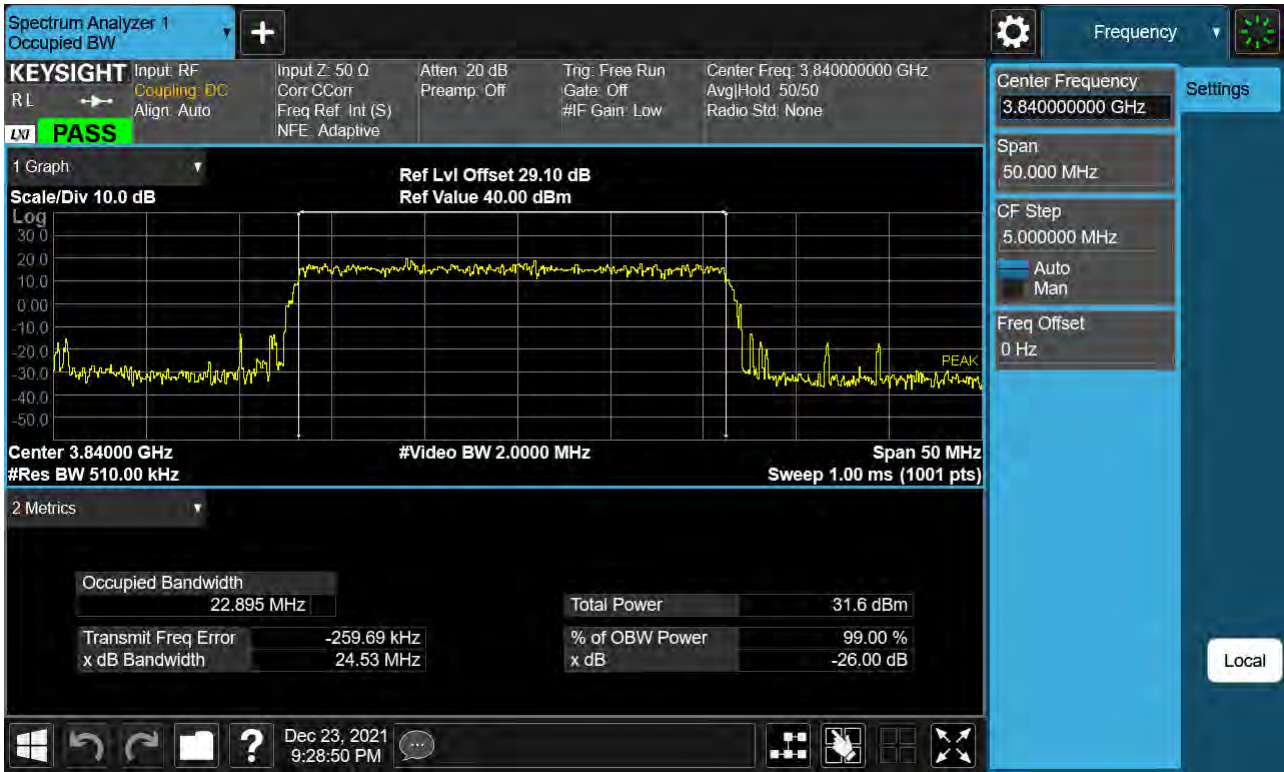 Spectrum Analyzer 1
Occupied BW
Frequency
KEYSIGHT
Input: RF
Coupling: DC
Align: Auto
Input Z: 50 Ω
Corr CCorr
Freq Ref: Int (S)
NFE: Adaptive
Atten: 20 dB
Preamp: Off
Trig: Free Run
Gate: Off
#IF Gain: Low
Center Freq: 3.840000000 GHz
Avg|Hold: 50/50
Radio Std: None
R L
LXI
PASS
Center Frequency
3.840000000 GHz
Settings
Span
50.000 MHz
CF Step
5.000000 MHz
Auto
Man
Freq Offset
0 Hz
Local
1 Graph
Ref Lvl Offset 29.10 dB
Scale/Div 10.0 dB
Ref Value 40.00 dBm
Log
30.0
20.0
10.0
0.00
-10.0
-20.0
-30.0
-40.0
-50.0
PEAK
Center 3.84000 GHz
#Video BW 2.0000 MHz
Span 50 MHz
#Res BW 510.00 kHz
Sweep 1.00 ms (1001 pts)
2 Metrics
Occupied Bandwidth
22.895 MHz
Total Power 31.6 dBm
Transmit Freq Error -259.69 kHz
% of OBW Power 99.00 %
x dB Bandwidth 24.53 MHz
x dB -26.00 dB
Dec 23, 2021
9:28:50 PM